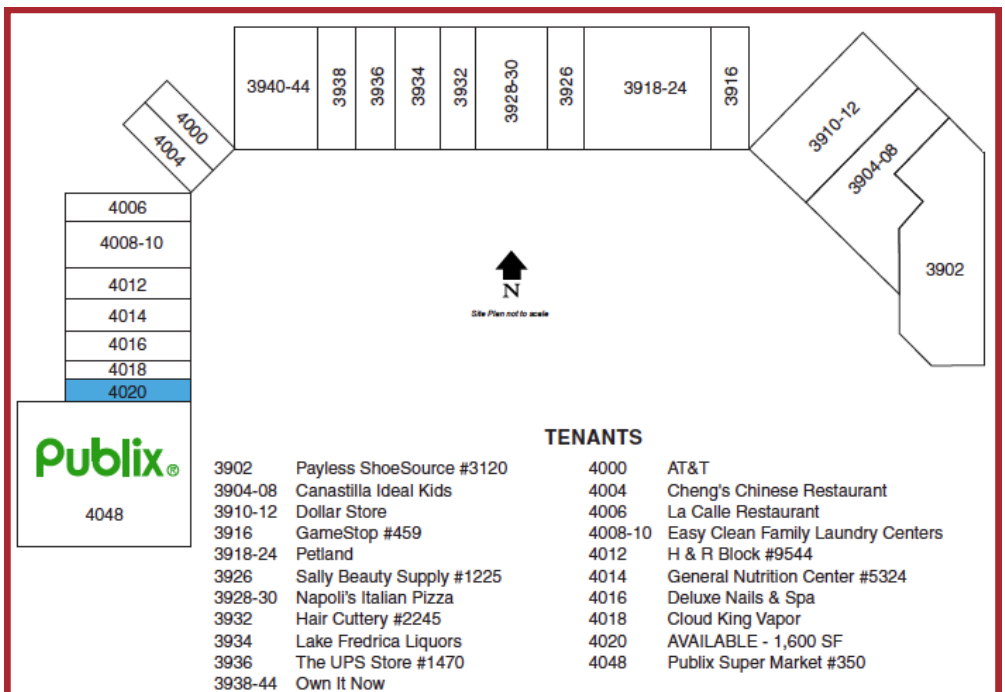 3940-44
3938
3936
3934
3932
3928-30
3926
3918-24
3916
3910-12
3904-08
3902
4000
4004
4006
4008-10
4012
4014
4016
4018
4020
Publix®
4048
N
Site Plan not to scale
TENANTS
3902 Payless ShoeSource #3120
3904-08 Canastilla Ideal Kids
3910-12 Dollar Store
3916 GameStop #459
3918-24 Petland
3926 Sally Beauty Supply #1225
3928-30 Napoli's Italian Pizza
3932 Hair Cuttery #2245
3934 Lake Fredrica Liquors
3936 The UPS Store #1470
3938-44 Own It Now
4000 AT&T
4004 Cheng's Chinese Restaurant
4006 La Calle Restaurant
4008-10 Easy Clean Family Laundry Centers
4012 H & R Block #9544
4014 General Nutrition Center #5324
4016 Deluxe Nails & Spa
4018 Cloud King Vapor
4020 AVAILABLE - 1,600 SF
4048 Publix Super Market #350